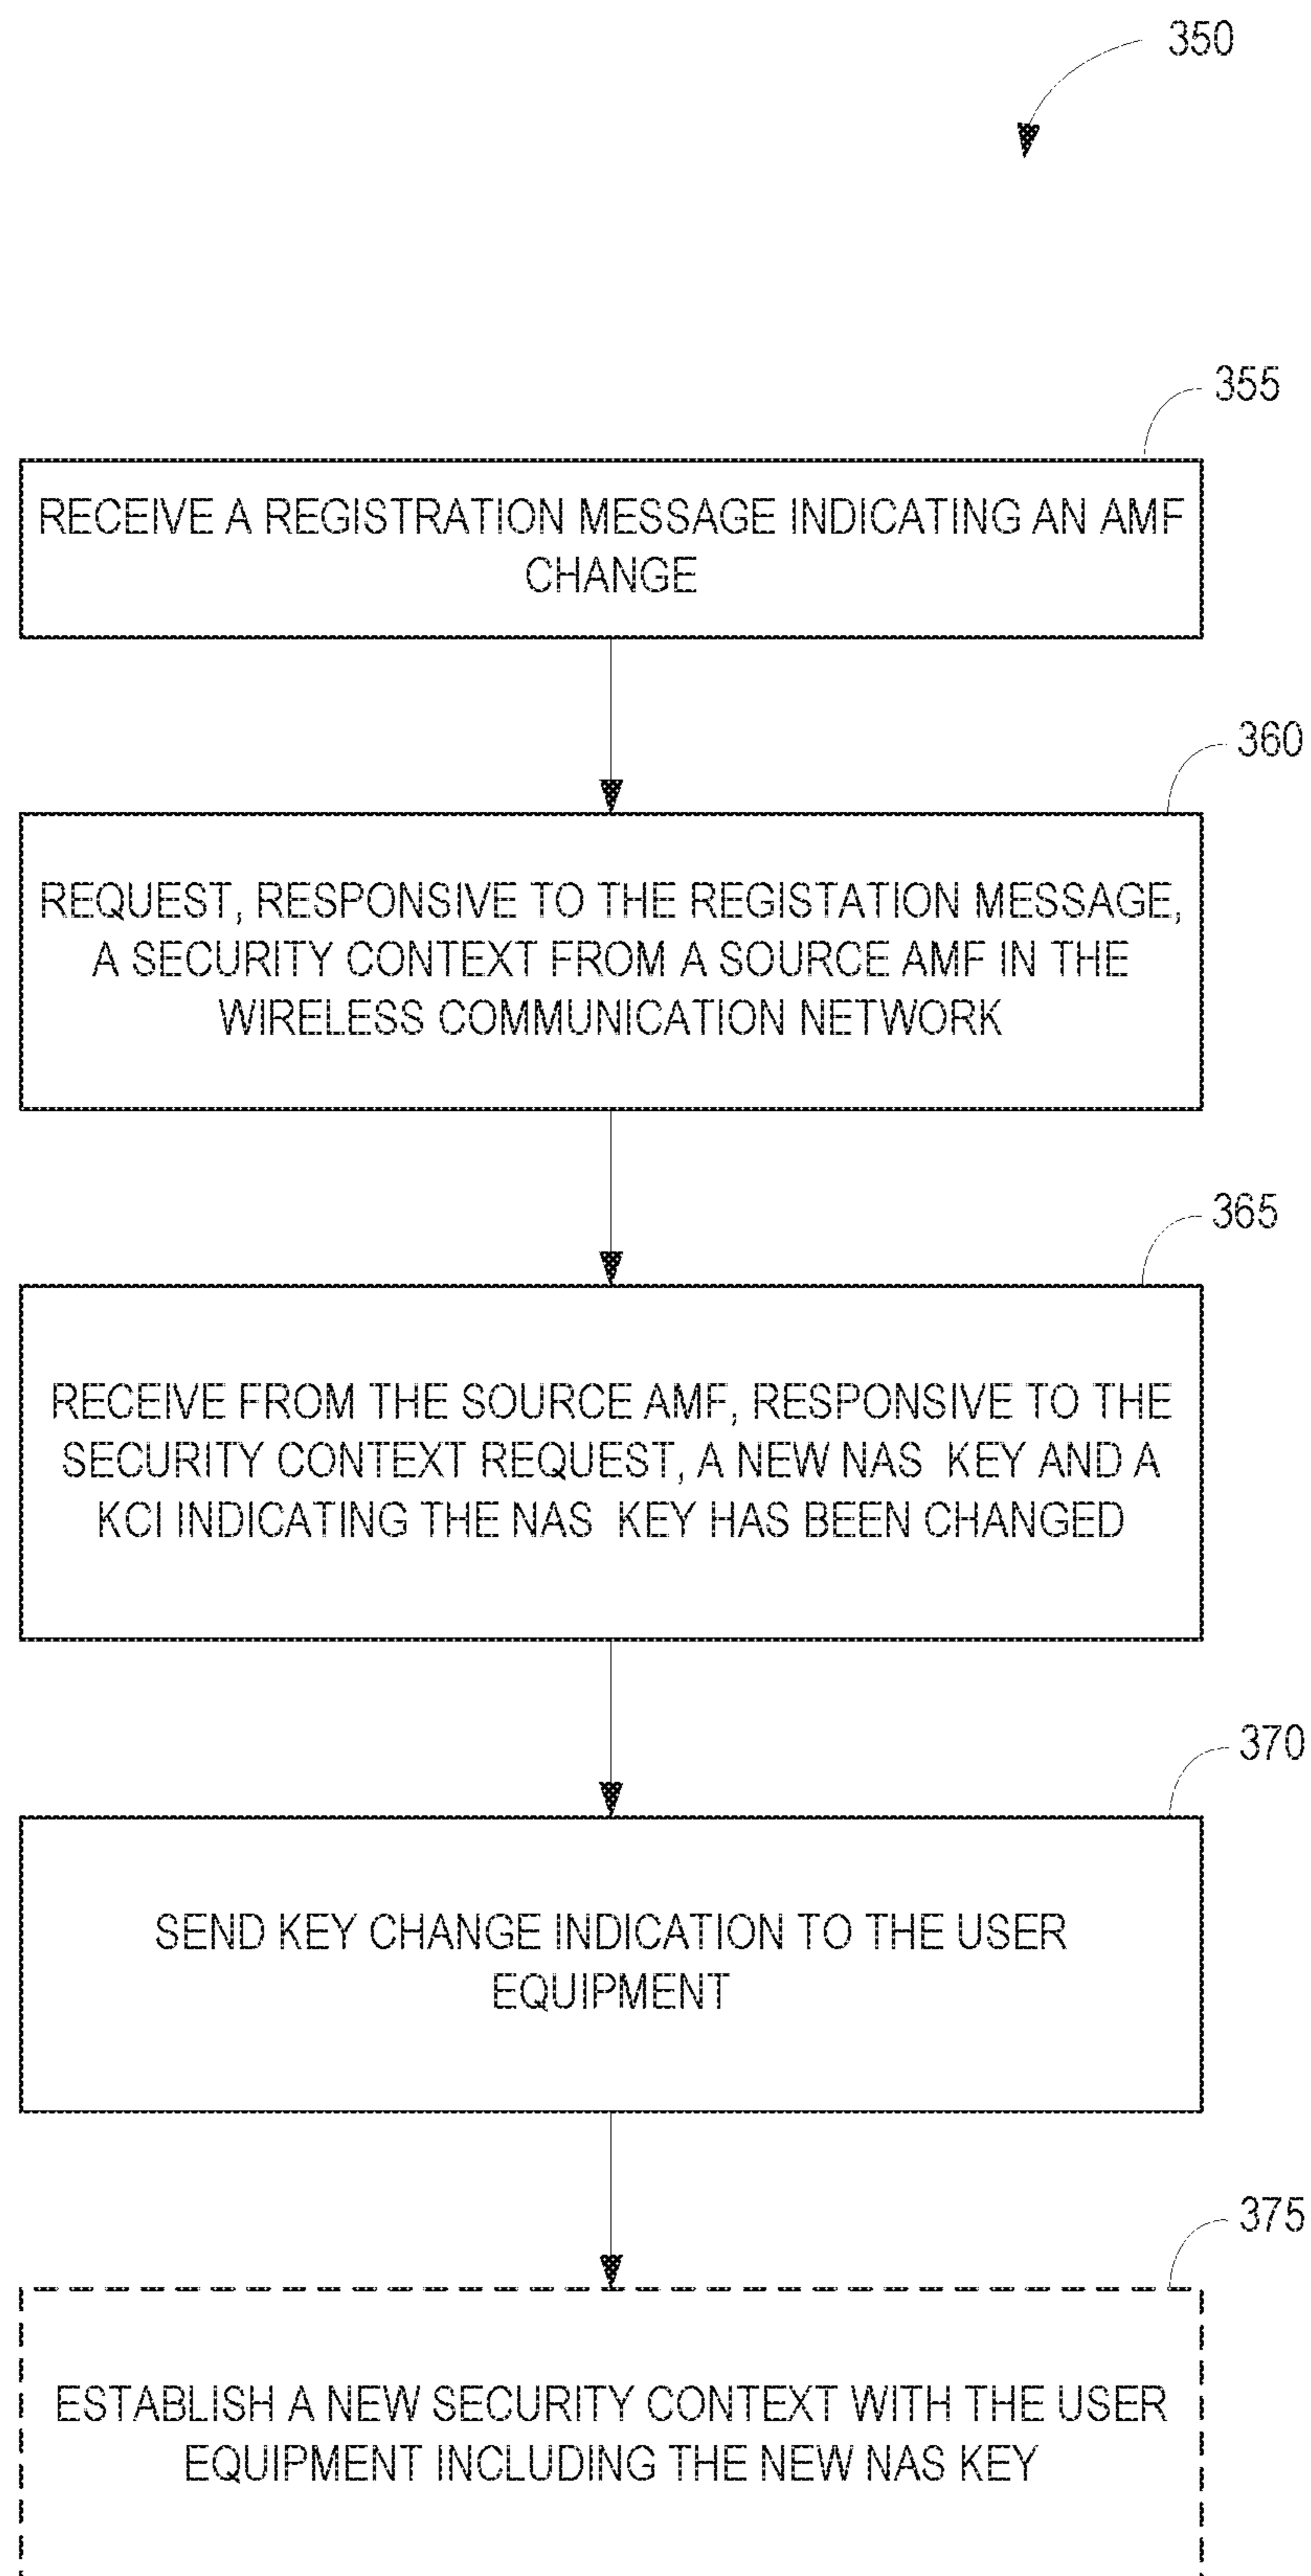 350
355
RECEIVE A REGISTRATION MESSAGE INDICATING AN AMF
CHANGE
360
REQUEST, RESPONSIVE TO THE REGISTATION MESSAGE,
A SECURITY CONTEXT FROM A SOURCE AMF IN THE
WIRELESS COMMUNICATION NETWORK
365
RECEIVE FROM THE SOURCE AMF, RESPONSIVE TO THE
SECURITY CONTEXT REQUEST, A NEW NAS KEY AND A
KCI INDICATING THE NAS KEY HAS BEEN CHANGED
370
SEND KEY CHANGE INDICATION TO THE USER
EQUIPMENT
375
ESTABLISH A NEW SECURITY CONTEXT WITH THE USER
EQUIPMENT INCLUDING THE NEW NAS KEY